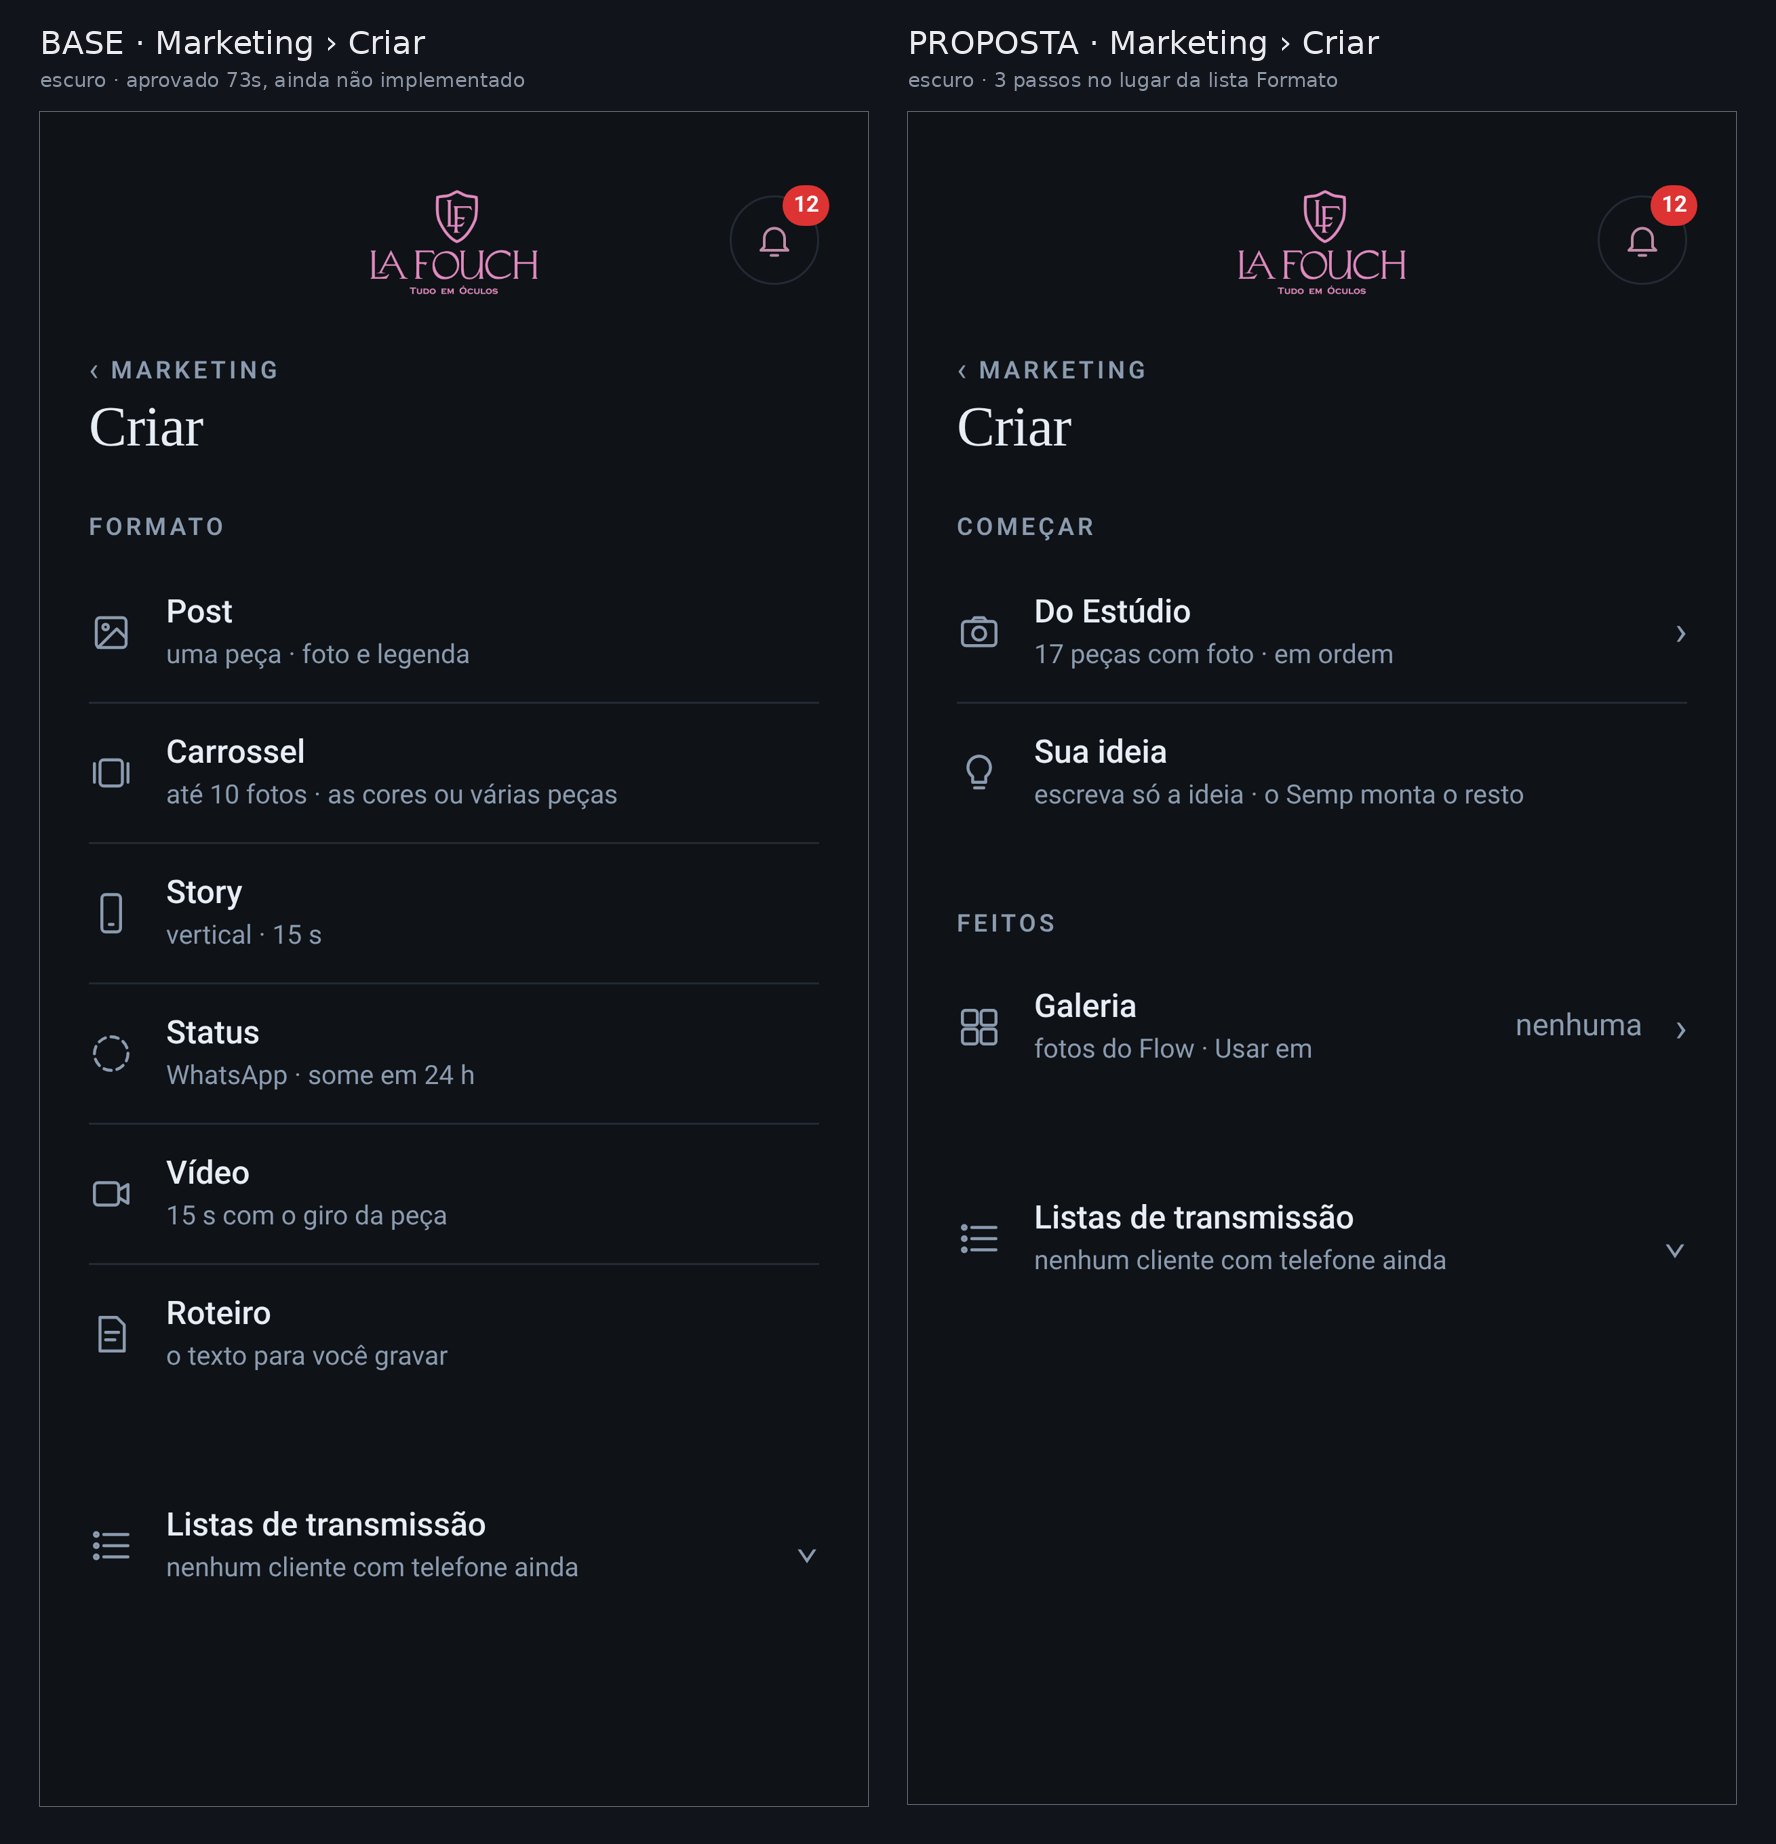 BASE · Marketing › Criar
escuro · aprovado 73s, ainda não implementado
LF
LA FOUCH
TUDO EM ÓCULOS
12
‹ MARKETING
Criar
FORMATO
Post
uma peça · foto e legenda
Carrossel
até 10 fotos · as cores ou várias peças
Story
vertical · 15 s
Status
WhatsApp · some em 24 h
Vídeo
15 s com o giro da peça
Roteiro
o texto para você gravar
Listas de transmissão
nenhum cliente com telefone ainda
PROPOSTA · Marketing › Criar
escuro · 3 passos no lugar da lista Formato
LF
LA FOUCH
TUDO EM ÓCULOS
12
‹ MARKETING
Criar
COMEÇAR
Do Estúdio
17 peças com foto · em ordem
›
Sua ideia
escreva só a ideia · o Semp monta o resto
FEITOS
Galeria
fotos do Flow · Usar em
nenhuma ›
Listas de transmissão
nenhum cliente com telefone ainda